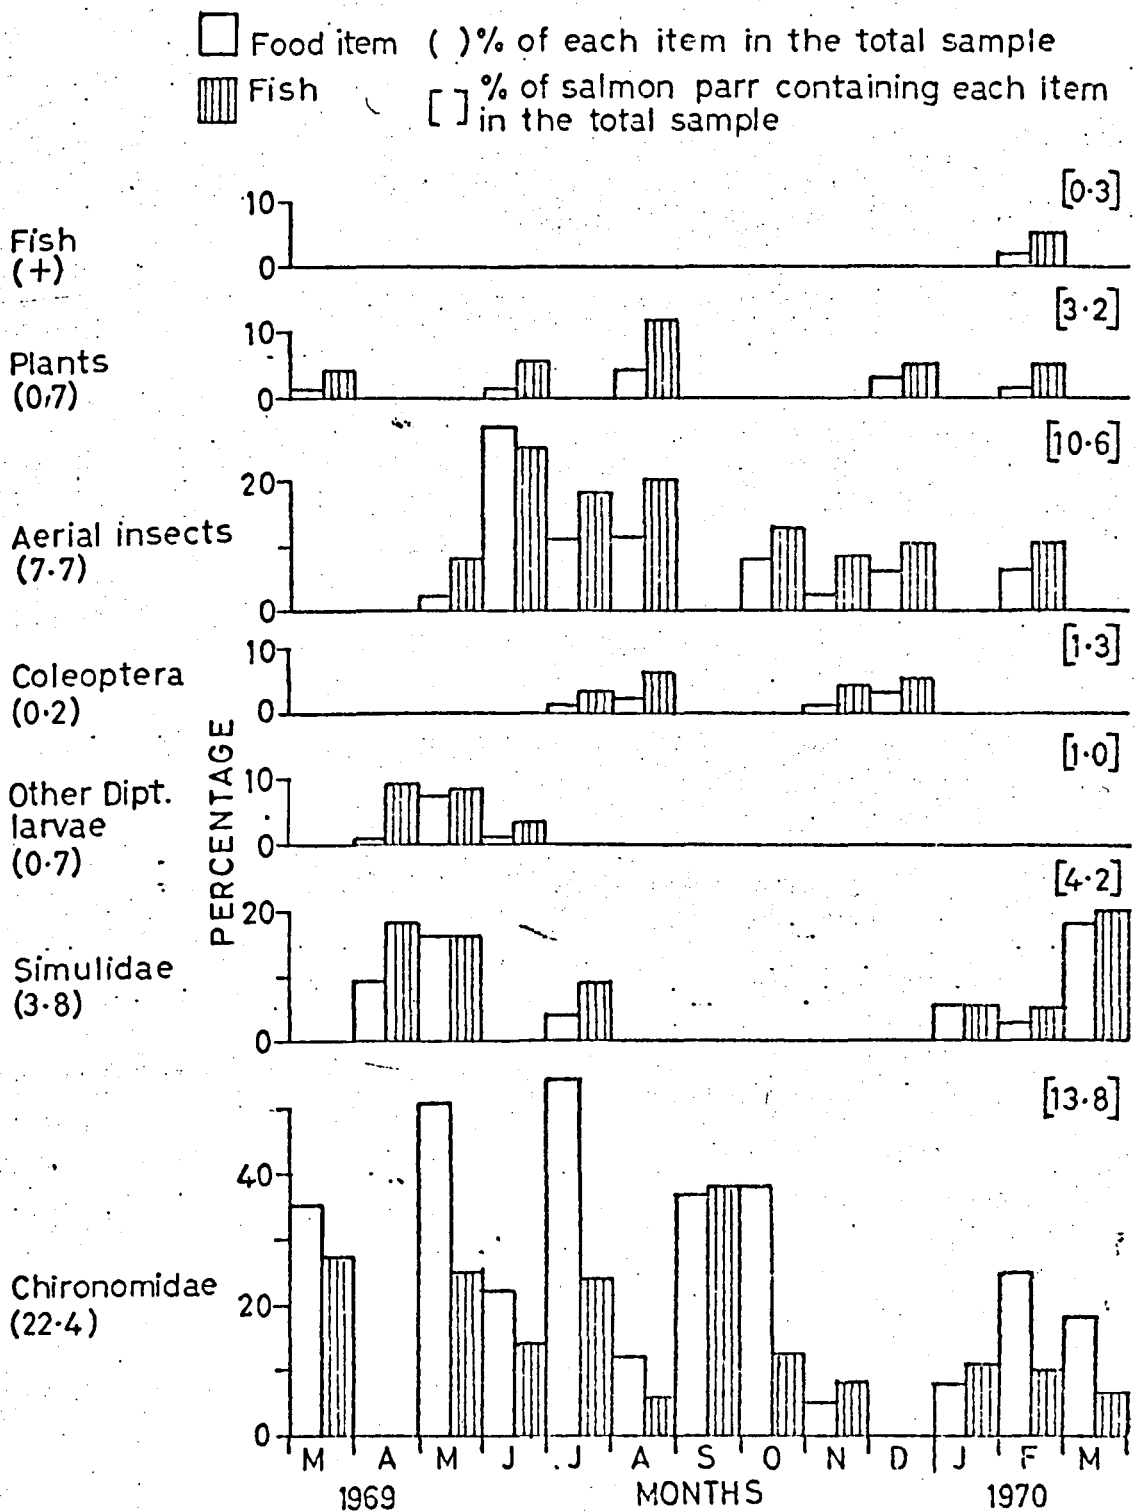 Food item ( ) % of each item in the total sample
Fish [ ] % of salmon parr containing each item
in the total sample
[0·3]
10
Fish
(+)
0
[3·2]
10
Plants
(0·7)
0
[10·6]
20
Aerial insects
(7·7)
0
[1·3]
10
Coleoptera
(0·2)
0
[1·0]
10
Other Dipt.
larvae
(0·7)
0
[4·2]
20
Simulidae
(3·8)
0
PERCENTAGE
[13·8]
40
Chironomidae
(22·4)
20
0
M A M J J A S O N D J F M
1969 MONTHS 1970